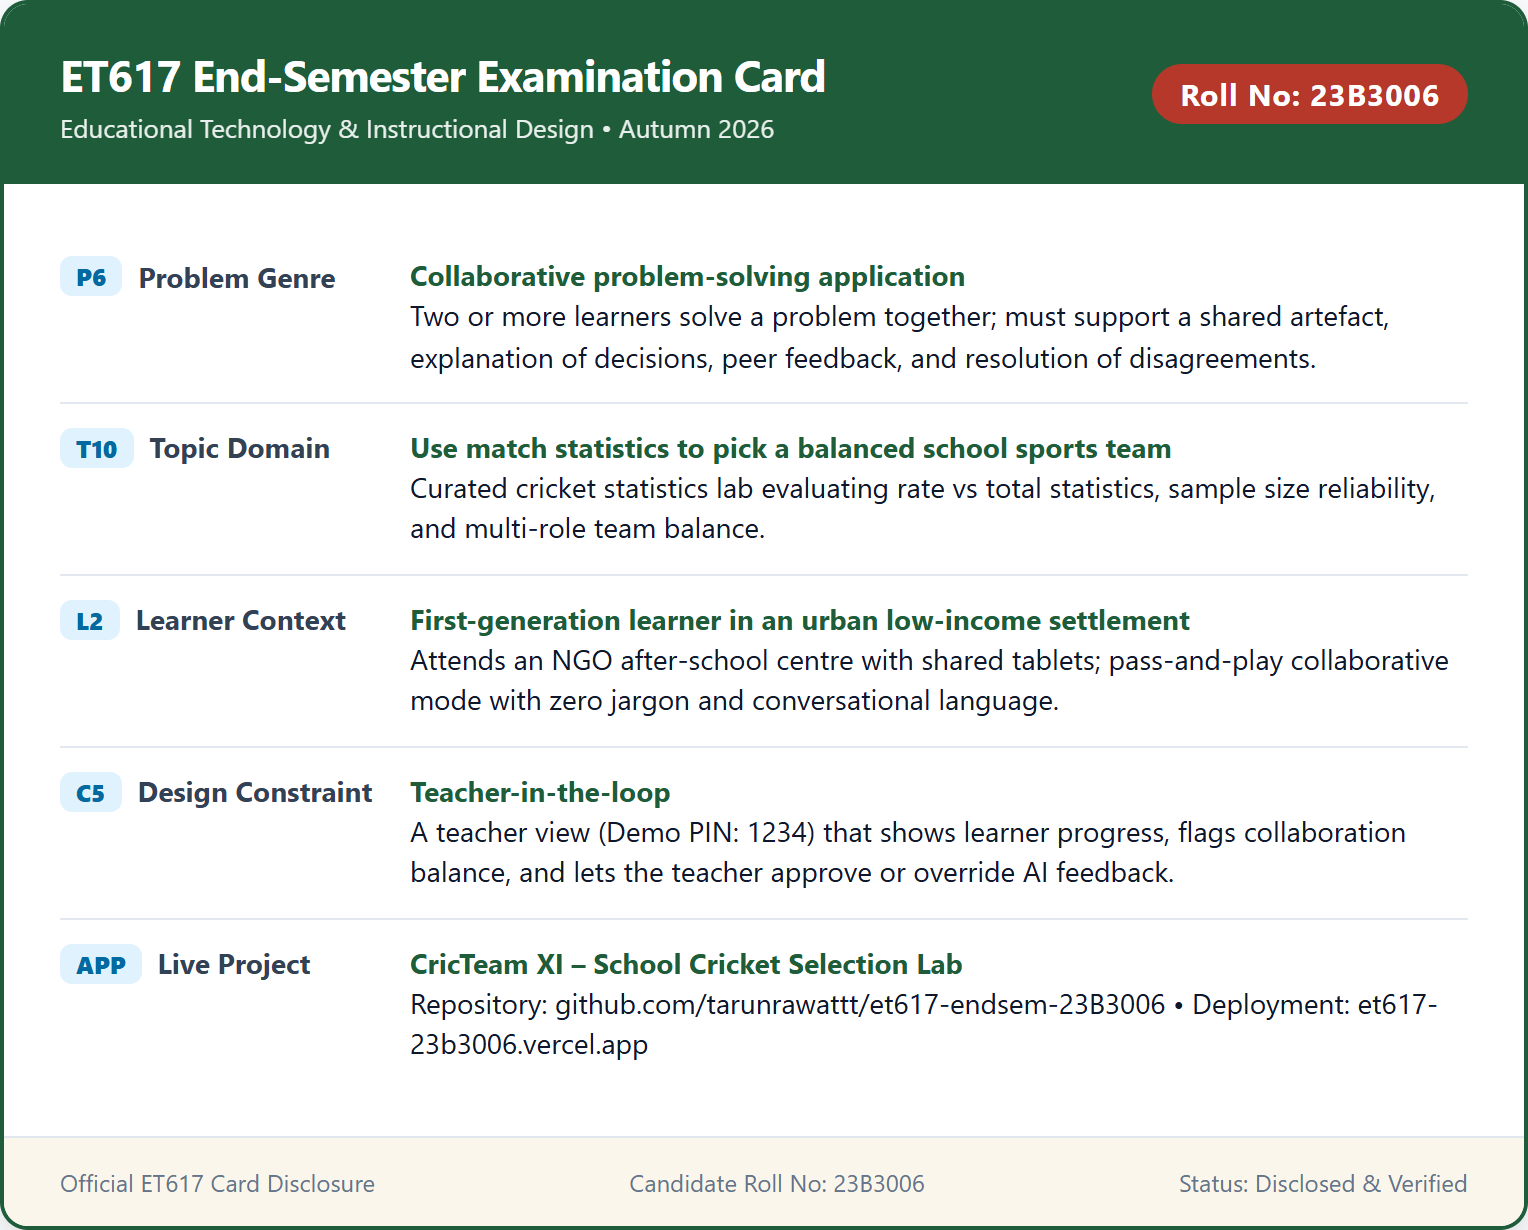 ET617 End-Semester Examination Card
Educational Technology & Instructional Design • Autumn 2026
Roll No: 23B3006
P6 Problem Genre
Collaborative problem-solving application
Two or more learners solve a problem together; must support a shared artefact,
explanation of decisions, peer feedback, and resolution of disagreements.
T10 Topic Domain
Use match statistics to pick a balanced school sports team
Curated cricket statistics lab evaluating rate vs total statistics, sample size reliability,
and multi-role team balance.
L2 Learner Context
First-generation learner in an urban low-income settlement
Attends an NGO after-school centre with shared tablets; pass-and-play collaborative
mode with zero jargon and conversational language.
C5 Design Constraint
Teacher-in-the-loop
A teacher view (Demo PIN: 1234) that shows learner progress, flags collaboration
balance, and lets the teacher approve or override AI feedback.
APP Live Project
CricTeam XI – School Cricket Selection Lab
Repository: github.com/tarunrawattt/et617-endsem-23B3006 • Deployment: et617-
23b3006.vercel.app
Official ET617 Card Disclosure
Candidate Roll No: 23B3006
Status: Disclosed & Verified